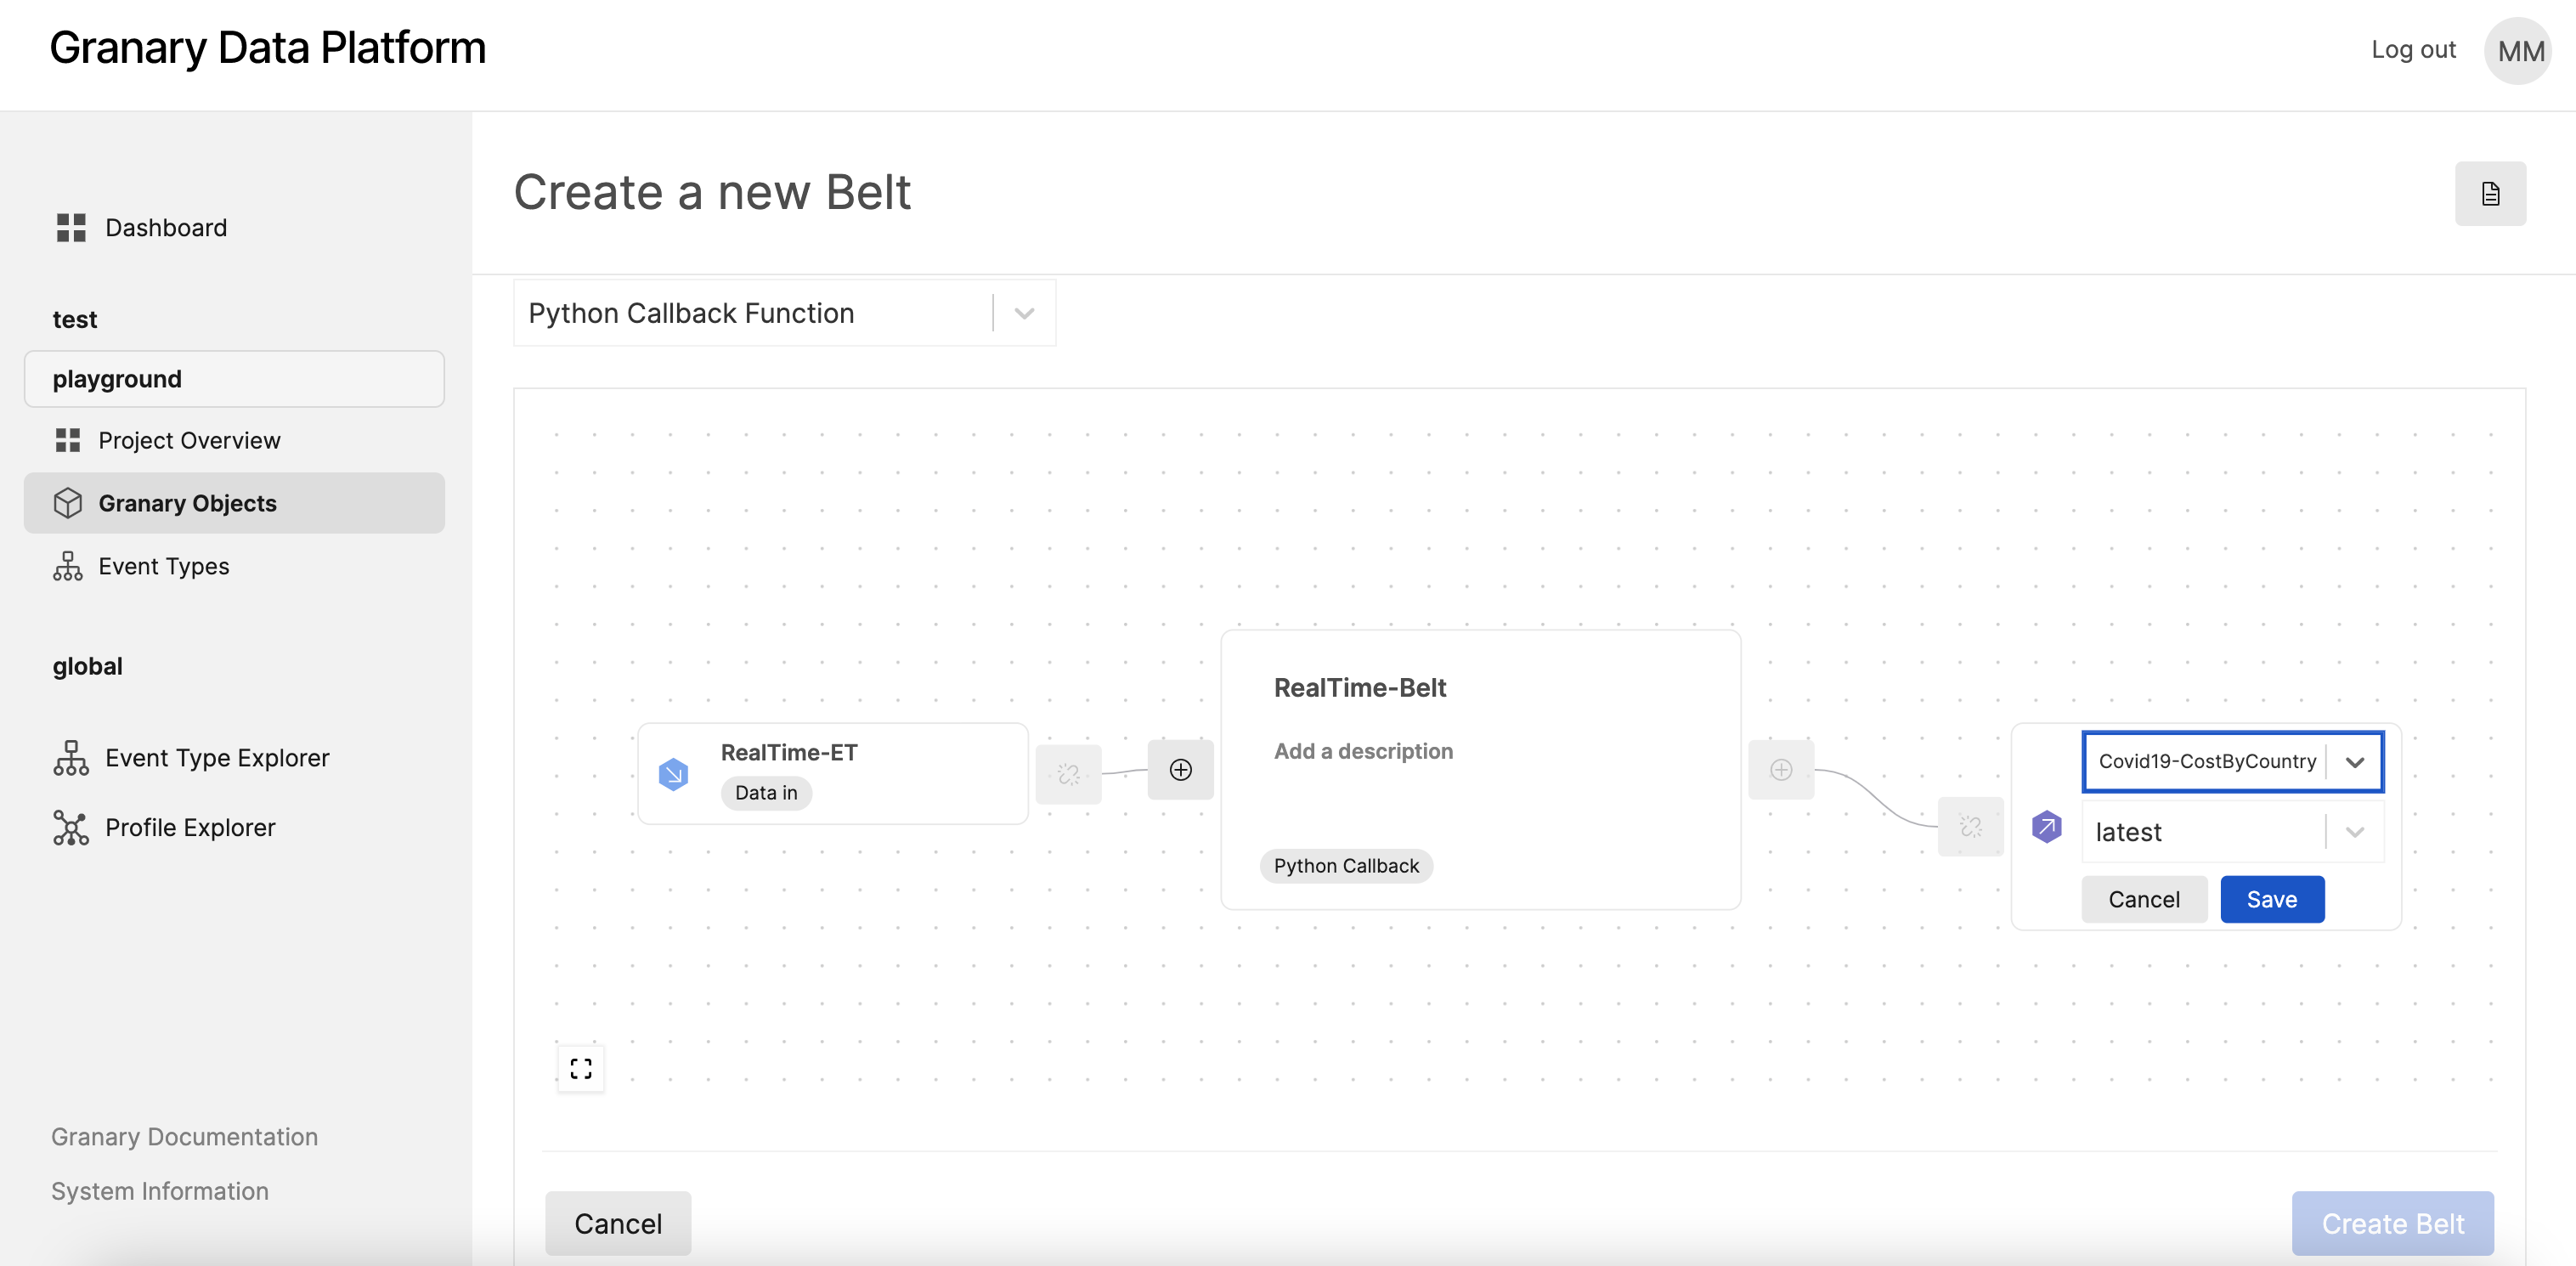 Granary Data Platform
Log out
MM
Dashboard
test
playground
Project Overview
Granary Objects
Event Types
global
Event Type Explorer
Profile Explorer
Granary Documentation
System Information
Create a new Belt
Python Callback Function
RealTime-ET
Data in
RealTime-Belt
Add a description
Python Callback
Covid19-CostByCountry
latest
Cancel
Save
Cancel
Create Belt